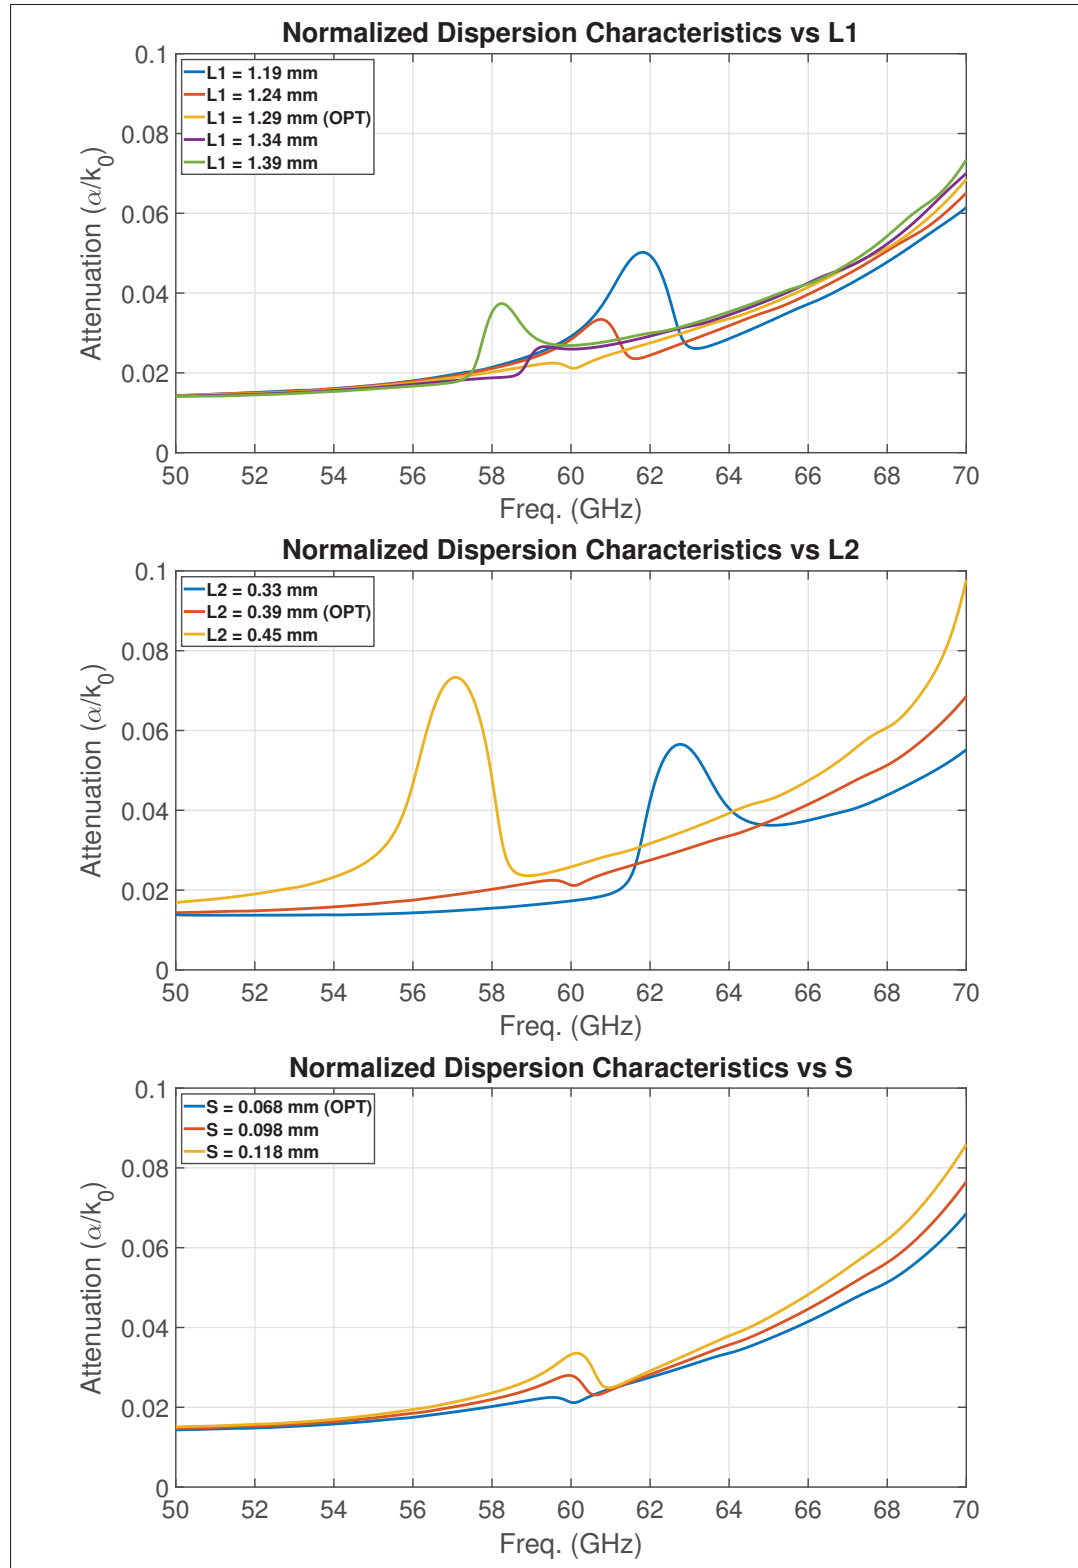 Normalized Dispersion Characteristics vs L1
0.1
0.08
0.06
0.04
0.02
0
Attenuation (α/k0)
L1 = 1.19 mm
L1 = 1.24 mm
L1 = 1.29 mm (OPT)
L1 = 1.34 mm
L1 = 1.39 mm
50 52 54 56 58 60 62 64 66 68 70
Freq. (GHz)
Normalized Dispersion Characteristics vs L2
0.1
0.08
0.06
0.04
0.02
0
Attenuation (α/k0)
L2 = 0.33 mm
L2 = 0.39 mm (OPT)
L2 = 0.45 mm
50 52 54 56 58 60 62 64 66 68 70
Freq. (GHz)
Normalized Dispersion Characteristics vs S
0.1
0.08
0.06
0.04
0.02
0
Attenuation (α/k0)
S = 0.068 mm (OPT)
S = 0.098 mm
S = 0.118 mm
50 52 54 56 58 60 62 64 66 68 70
Freq. (GHz)